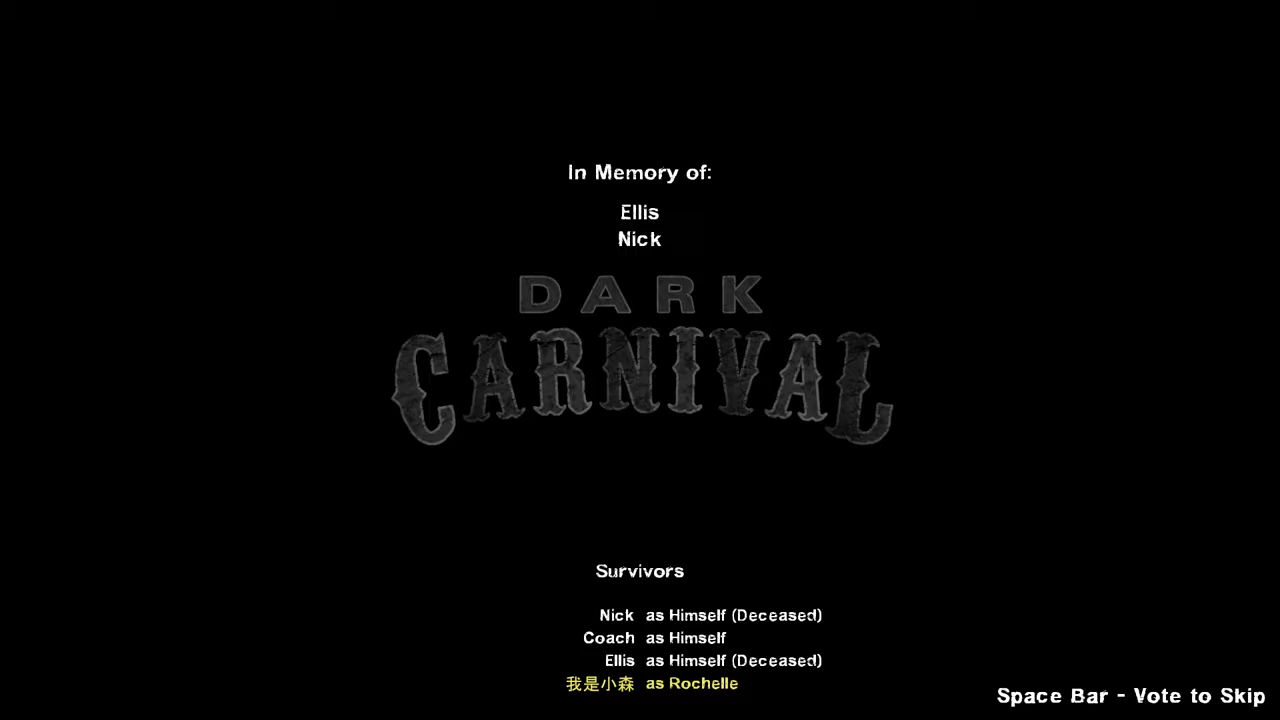 In Memory of:
Ellis
Nick
DARK
CARNIVAL
Survivors
Nick as Himself (Deceased)
Coach as Himself
Ellis as Himself (Deceased)
我是小森 as Rochelle
Space Bar - Vote to Skip